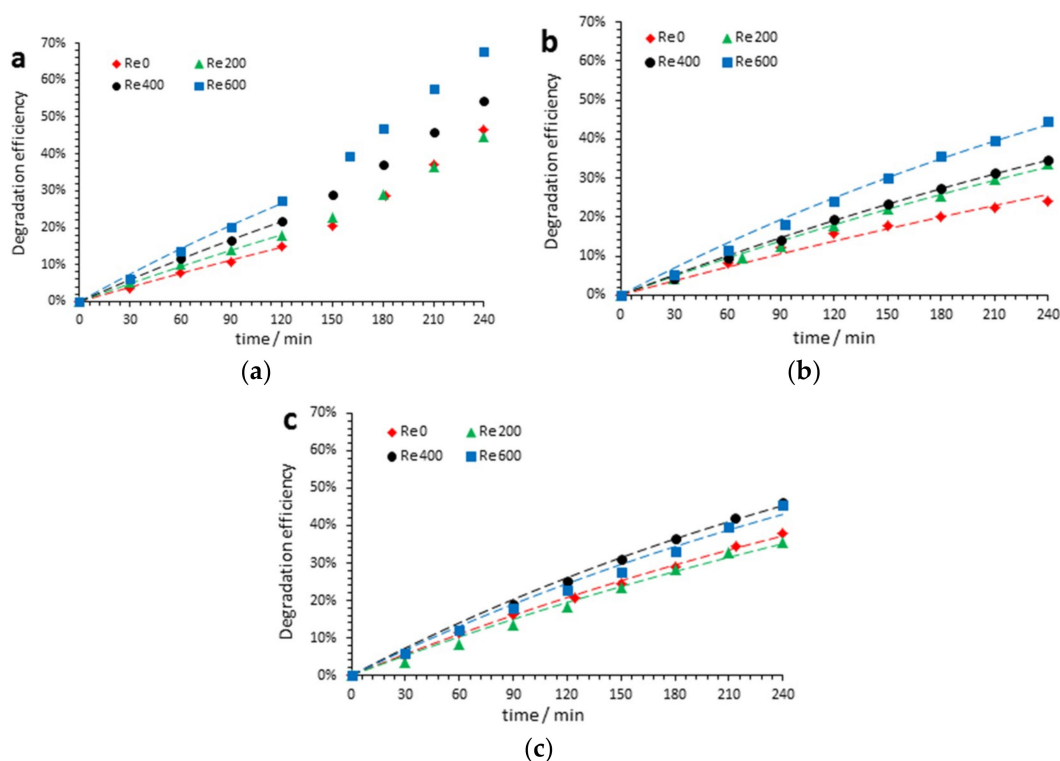 a
Degradation efficiency
70%
60%
50%
40%
30%
20%
10%
0%
Re0 Re200
Re400 Re600
0 30 60 90 120 150 180 210 240
time / min
(a)
b
Degradation efficiency
70%
60%
50%
40%
30%
20%
10%
0%
Re0 Re200
Re400 Re600
0 30 60 90 120 150 180 210 240
time / min
(b)
c
Degradation efficiency
70%
60%
50%
40%
30%
20%
10%
0%
Re0 Re200
Re400 Re600
0 30 60 90 120 150 180 210 240
time / min
(c)